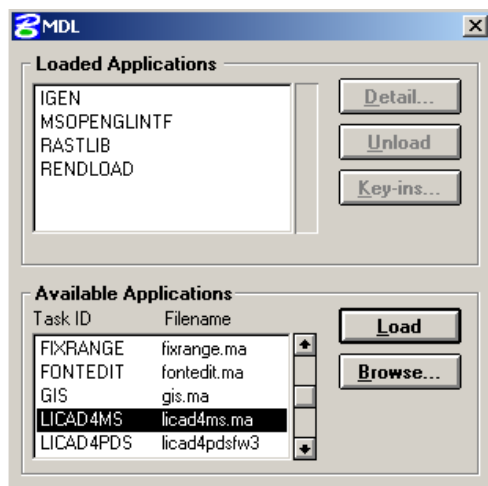 MDL
Loaded Applications
IGEN
MSOPENGLINTF
RASTLIB
RENDLOAD
Detail...
Unload
Key-ins...
Available Applications
Task ID Filename
FIXRANGE fixrange.ma
FONTEDIT fontedit.ma
GIS gis.ma
LICAD4MS licad4ms.ma
LICAD4PDS licad4pdsfw3
Load
Browse...